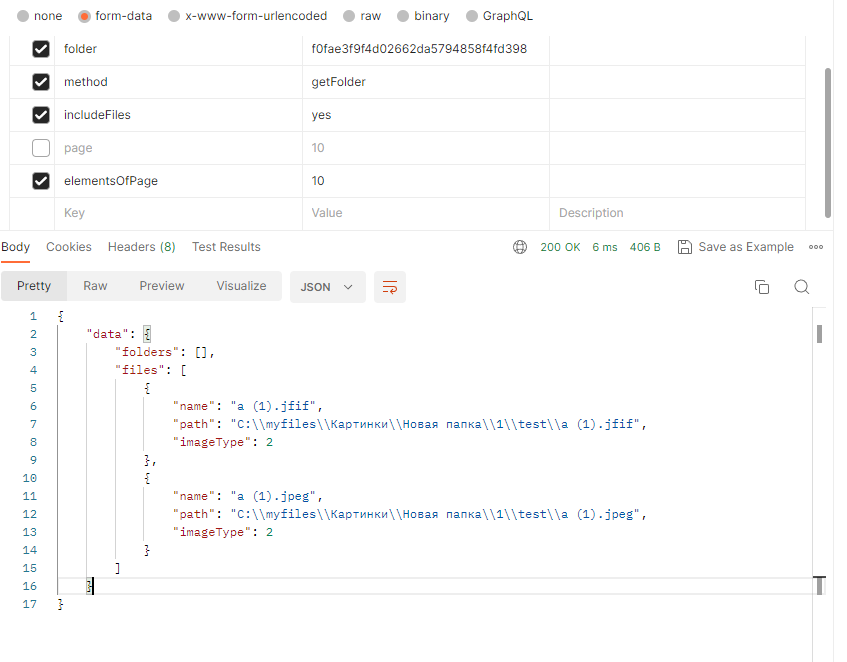 none form-data x-www-form-urlencoded raw binary GraphQL
folder f0fae3f9f4d02662da5794858f4fd398
method getFolder
includeFiles yes
page 10
elementsOfPage 10
Key Value Description
Body Cookies Headers (8) Test Results 200 OK 6 ms 406 B Save as Example
Pretty Raw Preview Visualize JSON
1 {
2 "data": {
3 "folders": [],
4 "files": [
5 {
6 "name": "a (1).jfif",
7 "path": "C:\\myfiles\\Картинки\\Новая папка\\1\\test\\a (1).jfif",
8 "imageType": 2
9 },
10 {
11 "name": "a (1).jpeg",
12 "path": "C:\\myfiles\\Картинки\\Новая папка\\1\\test\\a (1).jpeg",
13 "imageType": 2
14 }
15 ]
16 }
17 }